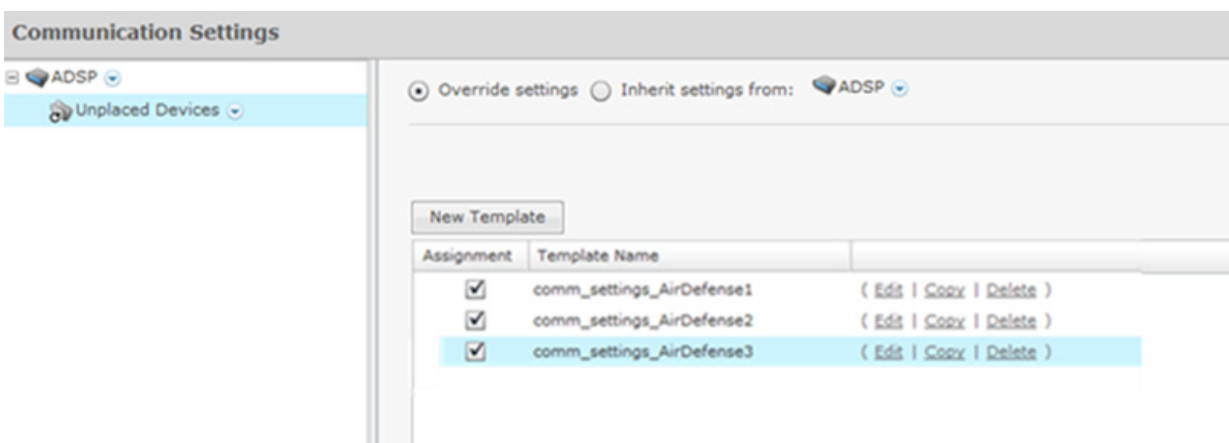 Communication Settings
ADSP
Unplaced Devices
Override settings Inherit settings from: ADSP
New Template
Assignment Template Name
comm_settings_AirDefense1 ( Edit | Copy | Delete )
comm_settings_AirDefense2 ( Edit | Copy | Delete )
comm_settings_AirDefense3 ( Edit | Copy | Delete )